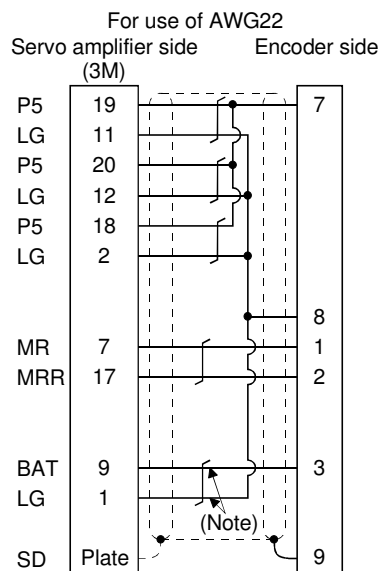 For use of AWG22
Servo amplifier side Encoder side
(3M)
P5 19 7
LG 11
P5 20
LG 12
P5 18
LG 2
8
MR 7 1
MRR 17 2
BAT 9 3
LG 1
(Note)
SD Plate 9